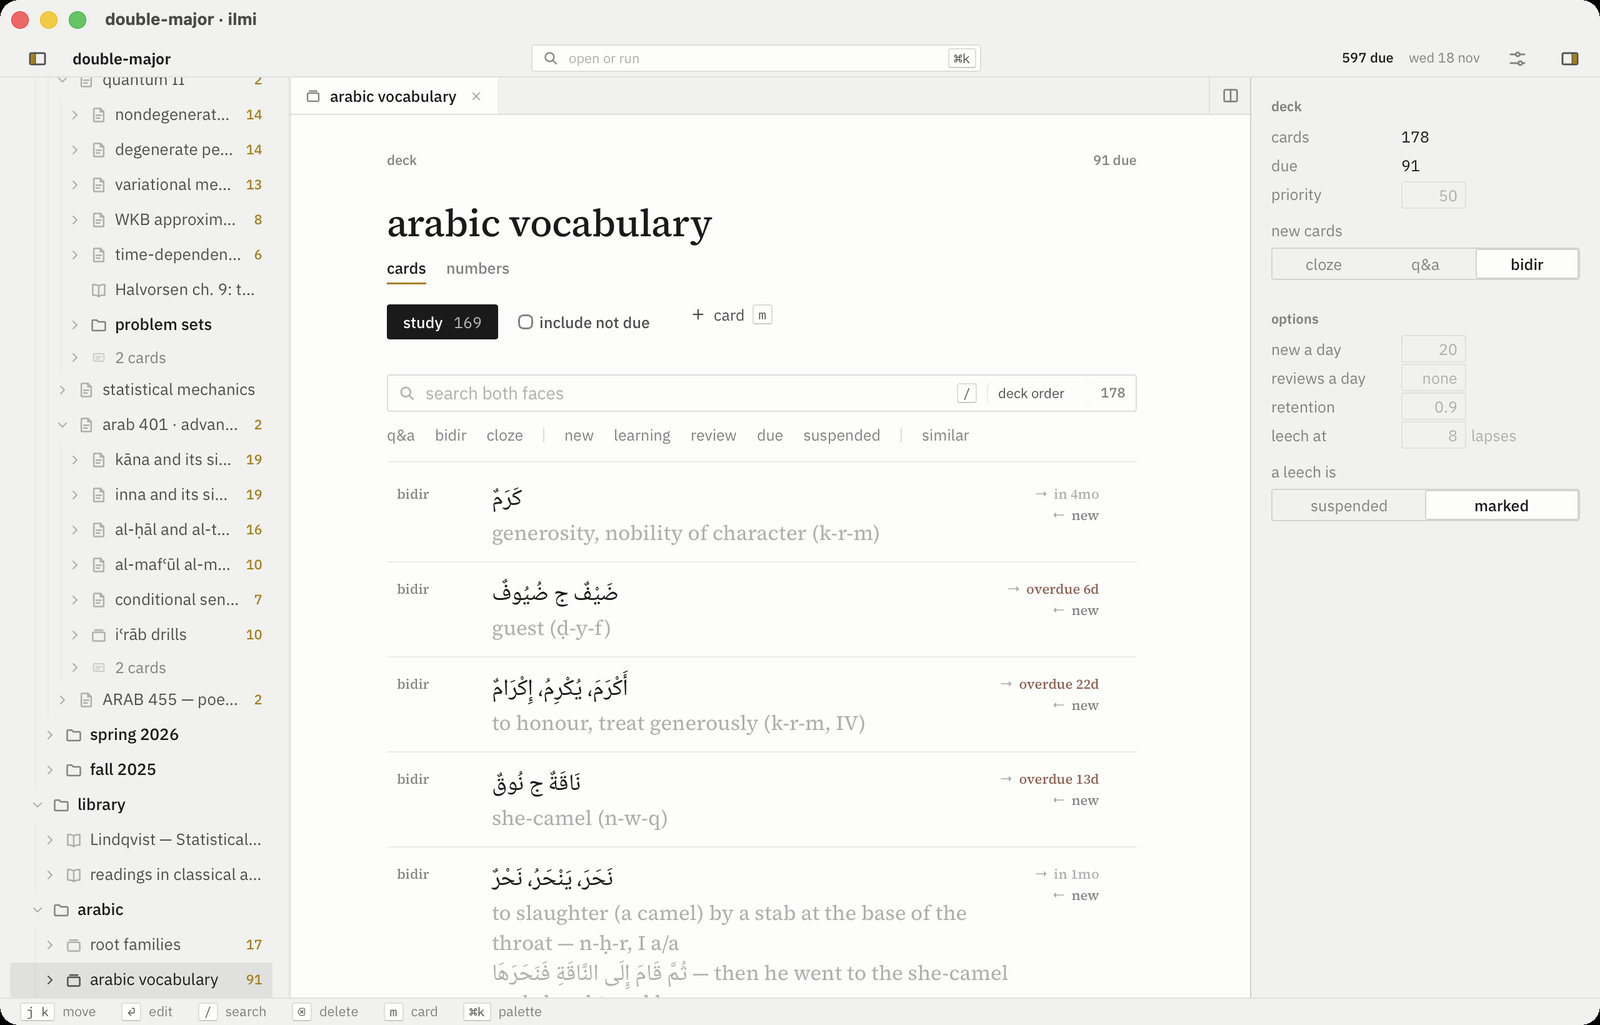 double-major · ilmi
double-major
open or run ⌘k
597 due wed 18 nov
quantum II 2
nondegenerat... 14
degenerate pe... 14
variational me... 13
WKB approxim... 8
time-dependen... 6
Halvorsen ch. 9: t...
problem sets
2 cards
statistical mechanics
arab 401 · advan... 2
kāna and its si... 19
inna and its si... 19
al-ḥāl and al-t... 16
al-mafʿūl al-m... 10
conditional sen... 7
iʿrāb drills 10
2 cards
ARAB 455 — poe... 2
spring 2026
fall 2025
library
Lindqvist — Statistical...
readings in classical a...
arabic
root families 17
arabic vocabulary 91
arabic vocabulary ×
deck 91 due
arabic vocabulary
cards numbers
study 169 include not due + card m
search both faces / deck order 178
q&a bidir cloze new learning review due suspended similar
bidir كَرَمٌ → in 4mo
← new
generosity, nobility of character (k-r-m)
bidir ضَيْفٌ ج ضُيُوفٌ → overdue 6d
← new
guest (ḍ-y-f)
bidir أَكْرَمَ، يُكْرِمُ، إِكْرَامٌ → overdue 22d
← new
to honour, treat generously (k-r-m, IV)
bidir نَاقَةٌ ج نُوقٌ → overdue 13d
← new
she-camel (n-w-q)
bidir نَحَرَ، يَنْحَرُ، نَحْرٌ → in 1mo
← new
to slaughter (a camel) by a stab at the base of the
throat — n-ḥ-r, I a/a
ثُمَّ قَامَ إِلَى النَّاقَةِ فَنَحَرَهَا — then he went to the she-camel
deck
cards 178
due 91
priority 50
new cards
cloze q&a bidir
options
new a day 20
reviews a day none
retention 0.9
leech at 8 lapses
a leech is
suspended marked
j k move ↵ edit / search ⌫ delete m card ⌘k palette